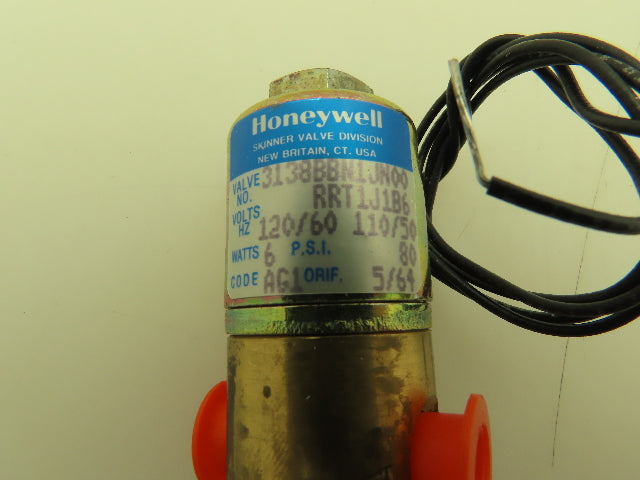 Honeywell
SKINNER VALVE DIVISION
NEW BRITAIN, CT. USA
VALVE NO. 3138BBN1JN00
RRT1J1B6
VOLTS HZ 120/60 110/50
WATTS 6 P.S.I. 80
CODE AG1 ORIF. 5/64